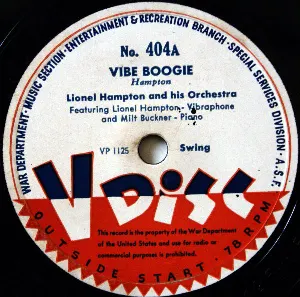 WAR DEPARTMENT · MUSIC SECTION · ENTERTAINMENT & RECREATION BRANCH · SPECIAL SERVICES DIVISION · A.S.F.
No. 404A
VIBE BOOGIE
Hampton
Lionel Hampton and his Orchestra
Featuring Lionel Hampton - Vibraphone
and Milt Buckner - Piano
VP 1125 Swing
V DISC
This record is the property of the War Department
of the United States and use for radio or
commercial purposes is prohibited.
OUTSIDE START · 78 RPM